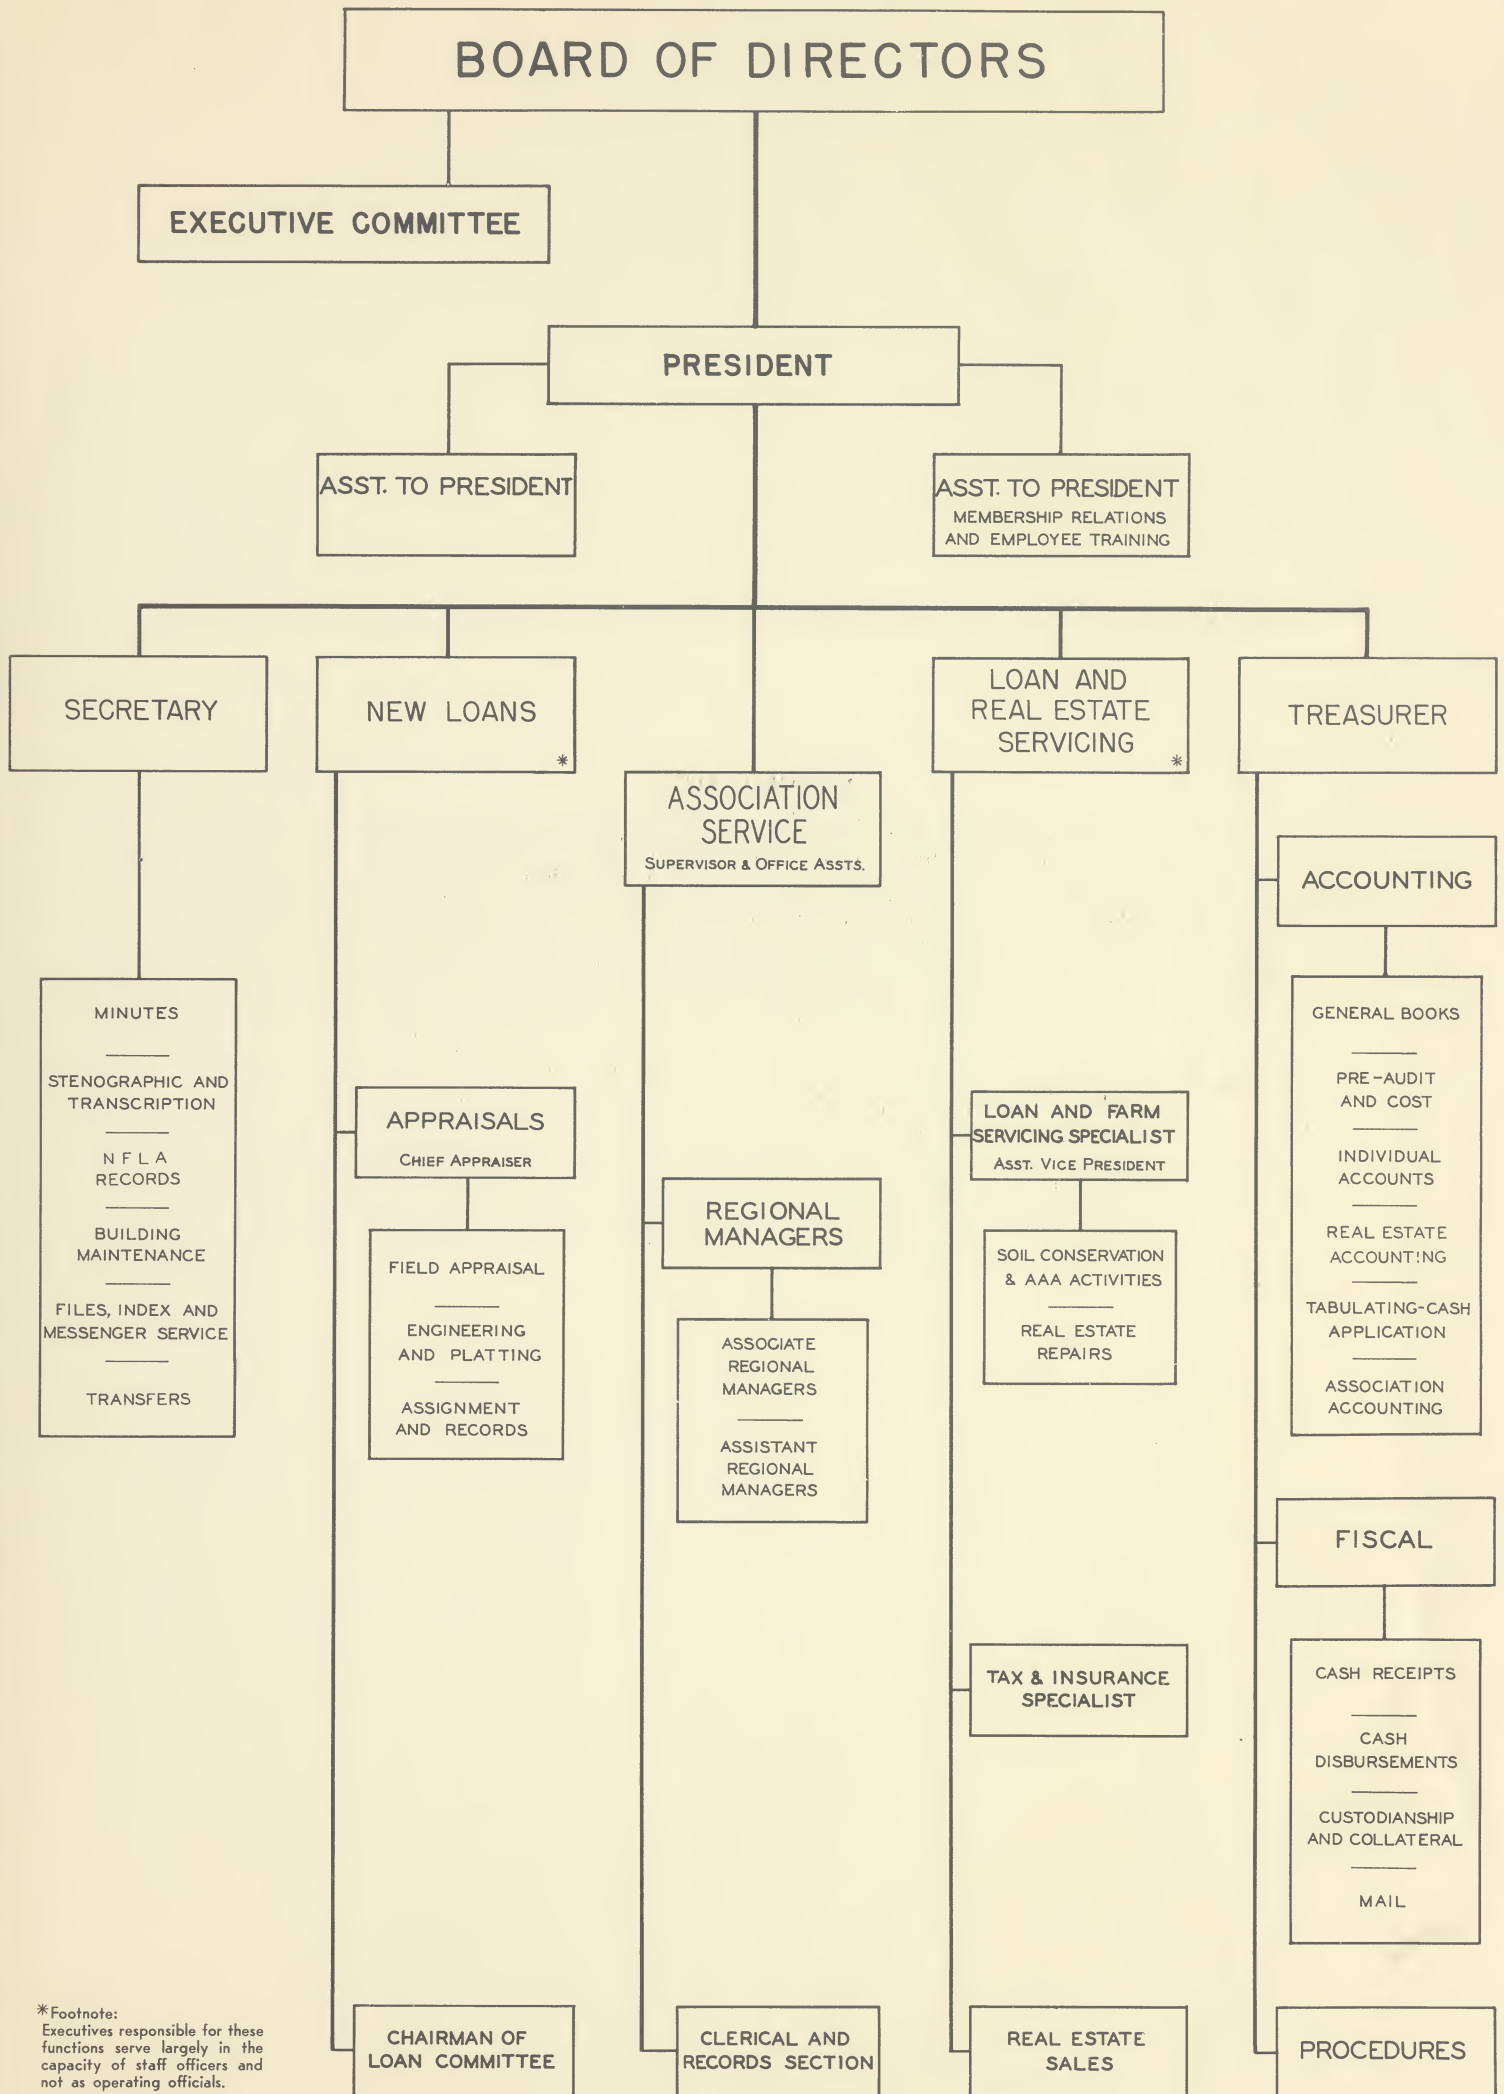 BOARD OF DIRECTORS
EXECUTIVE COMMITTEE
PRESIDENT
ASST. TO PRESIDENT
ASST. TO PRESIDENT
MEMBERSHIP RELATIONS
AND EMPLOYEE TRAINING
SECRETARY
NEW LOANS
*
ASSOCIATION
SERVICE
SUPERVISOR & OFFICE ASSTS.
LOAN AND
REAL ESTATE
SERVICING
*
TREASURER
MINUTES
STENOGRAPHIC AND
TRANSCRIPTION
N F L A
RECORDS
BUILDING
MAINTENANCE
FILES, INDEX AND
MESSENGER SERVICE
TRANSFERS
APPRAISALS
CHIEF APPRAISER
FIELD APPRAISAL
ENGINEERING
AND PLATTING
ASSIGNMENT
AND RECORDS
CHAIRMAN OF
LOAN COMMITTEE
REGIONAL
MANAGERS
ASSOCIATE
REGIONAL
MANAGERS
ASSISTANT
REGIONAL
MANAGERS
CLERICAL AND
RECORDS SECTION
LOAN AND FARM
SERVICING SPECIALIST
ASST. VICE PRESIDENT
SOIL CONSERVATION
& AAA ACTIVITIES
REAL ESTATE
REPAIRS
TAX & INSURANCE
SPECIALIST
REAL ESTATE
SALES
ACCOUNTING
GENERAL BOOKS
PRE-AUDIT
AND COST
INDIVIDUAL
ACCOUNTS
REAL ESTATE
ACCOUNTING
TABULATING-CASH
APPLICATION
ASSOCIATION
ACCOUNTING
FISCAL
CASH RECEIPTS
CASH
DISBURSEMENTS
CUSTODIANSHIP
AND COLLATERAL
MAIL
PROCEDURES
*Footnote:
Executives responsible for these
functions serve largely in the
capacity of staff officers and
not as operating officials.